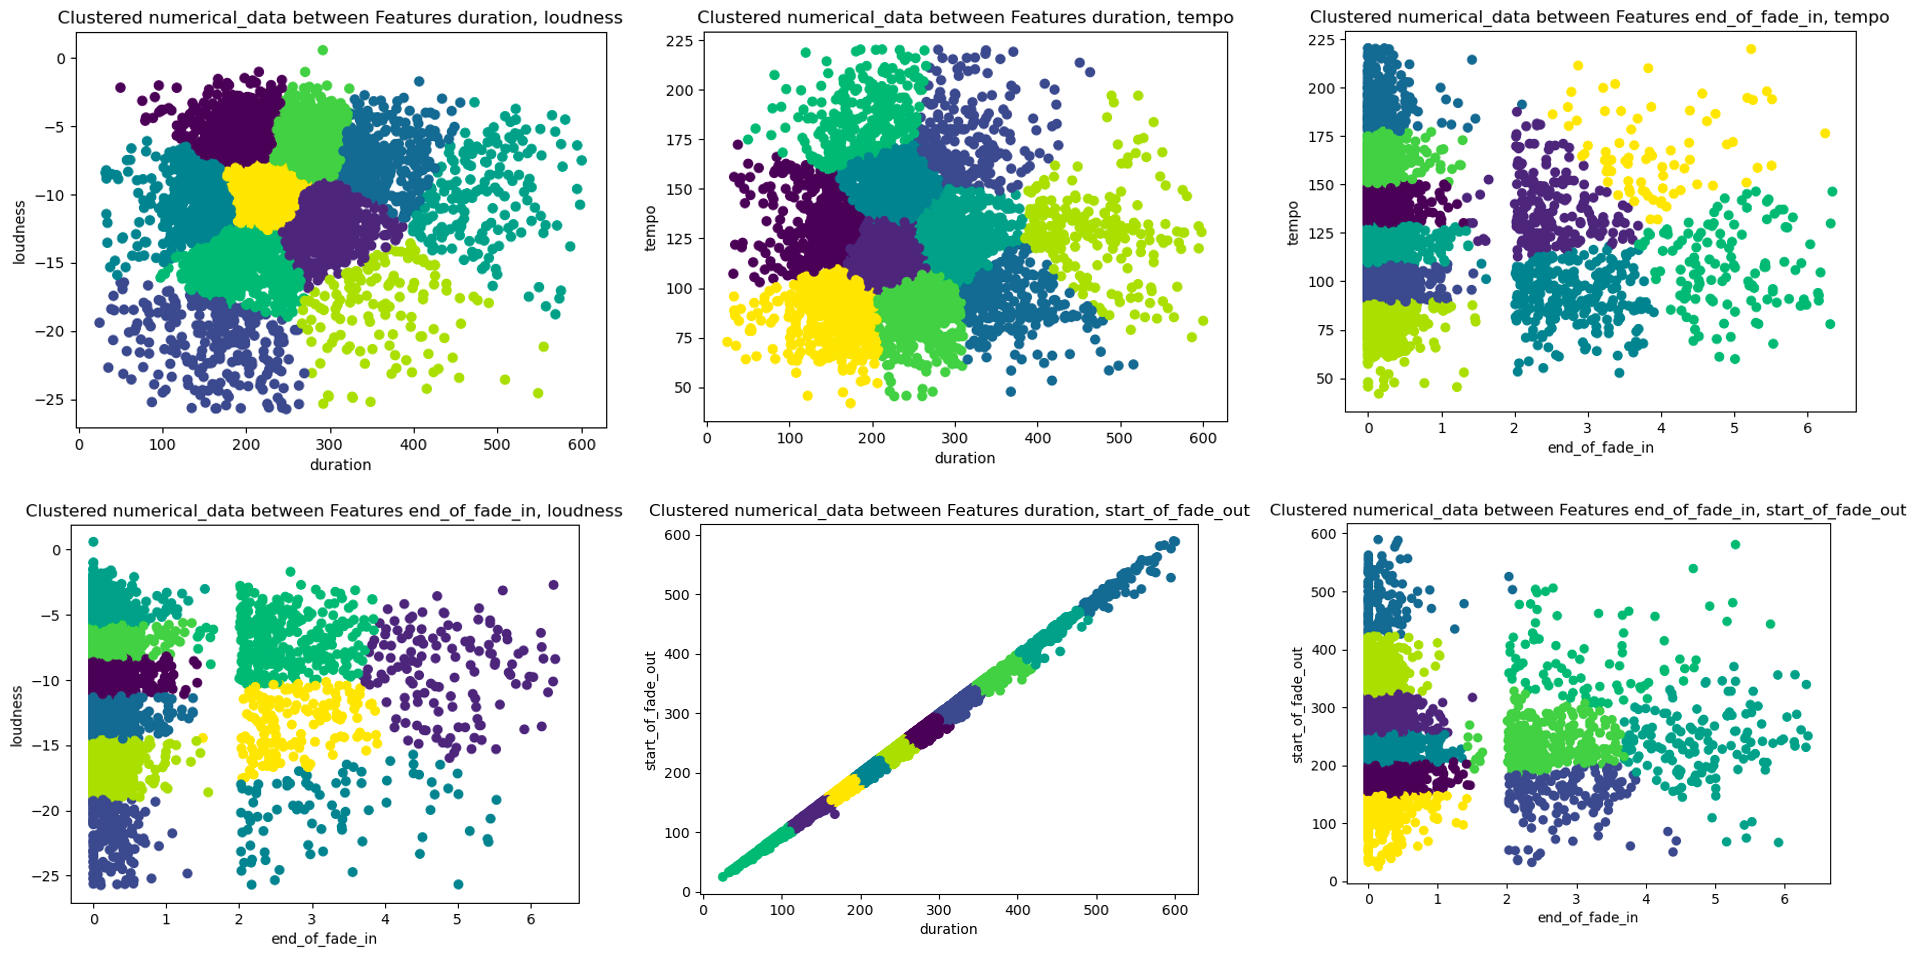 Clustered numerical_data between Features duration, loudness
0
−5
−10
−15
−20
−25
loudness
0 100 200 300 400 500 600
duration
Clustered numerical_data between Features duration, tempo
225
200
175
150
125
100
75
50
tempo
0 100 200 300 400 500 600
duration
Clustered numerical_data between Features end_of_fade_in, tempo
225
200
175
150
125
100
75
50
tempo
0 1 2 3 4 5 6
end_of_fade_in
Clustered numerical_data between Features end_of_fade_in, loudness
0
−5
−10
−15
−20
−25
loudness
0 1 2 3 4 5 6
end_of_fade_in
Clustered numerical_data between Features duration, start_of_fade_out
600
500
400
300
200
100
0
start_of_fade_out
0 100 200 300 400 500 600
duration
Clustered numerical_data between Features end_of_fade_in, start_of_fade_out
600
500
400
300
200
100
0
start_of_fade_out
0 1 2 3 4 5 6
end_of_fade_in